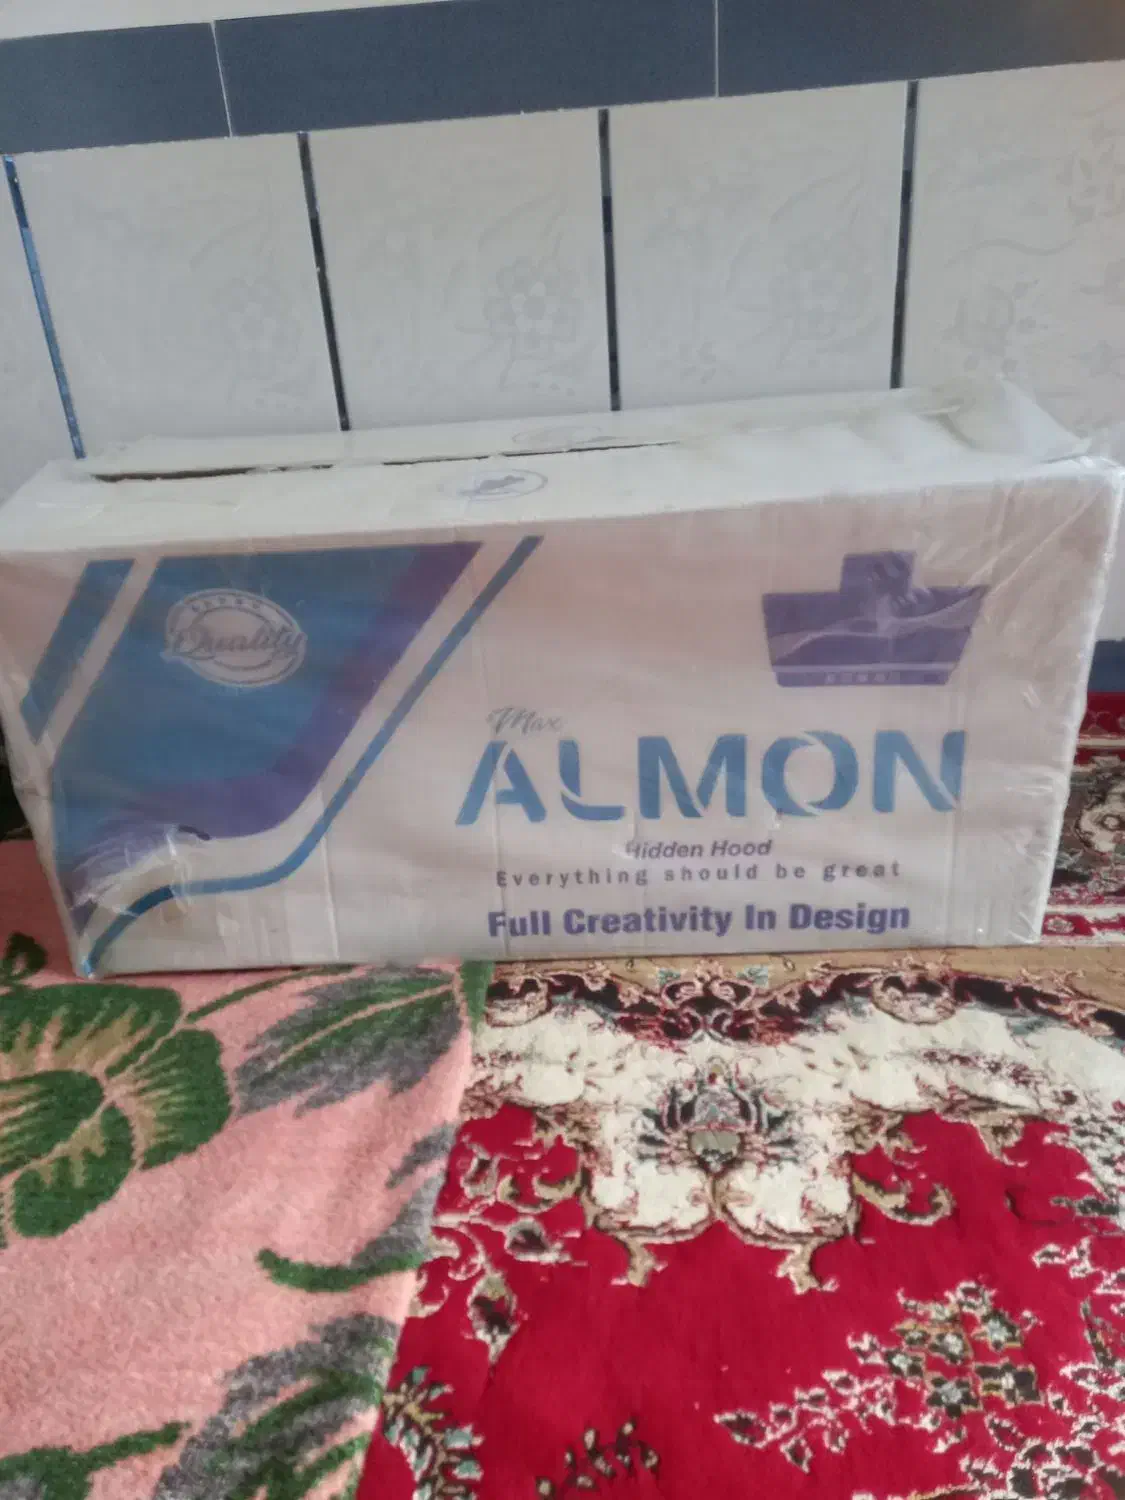 Quality
Max
ALMON
Hidden Hood
Everything should be great
Full Creativity In Design